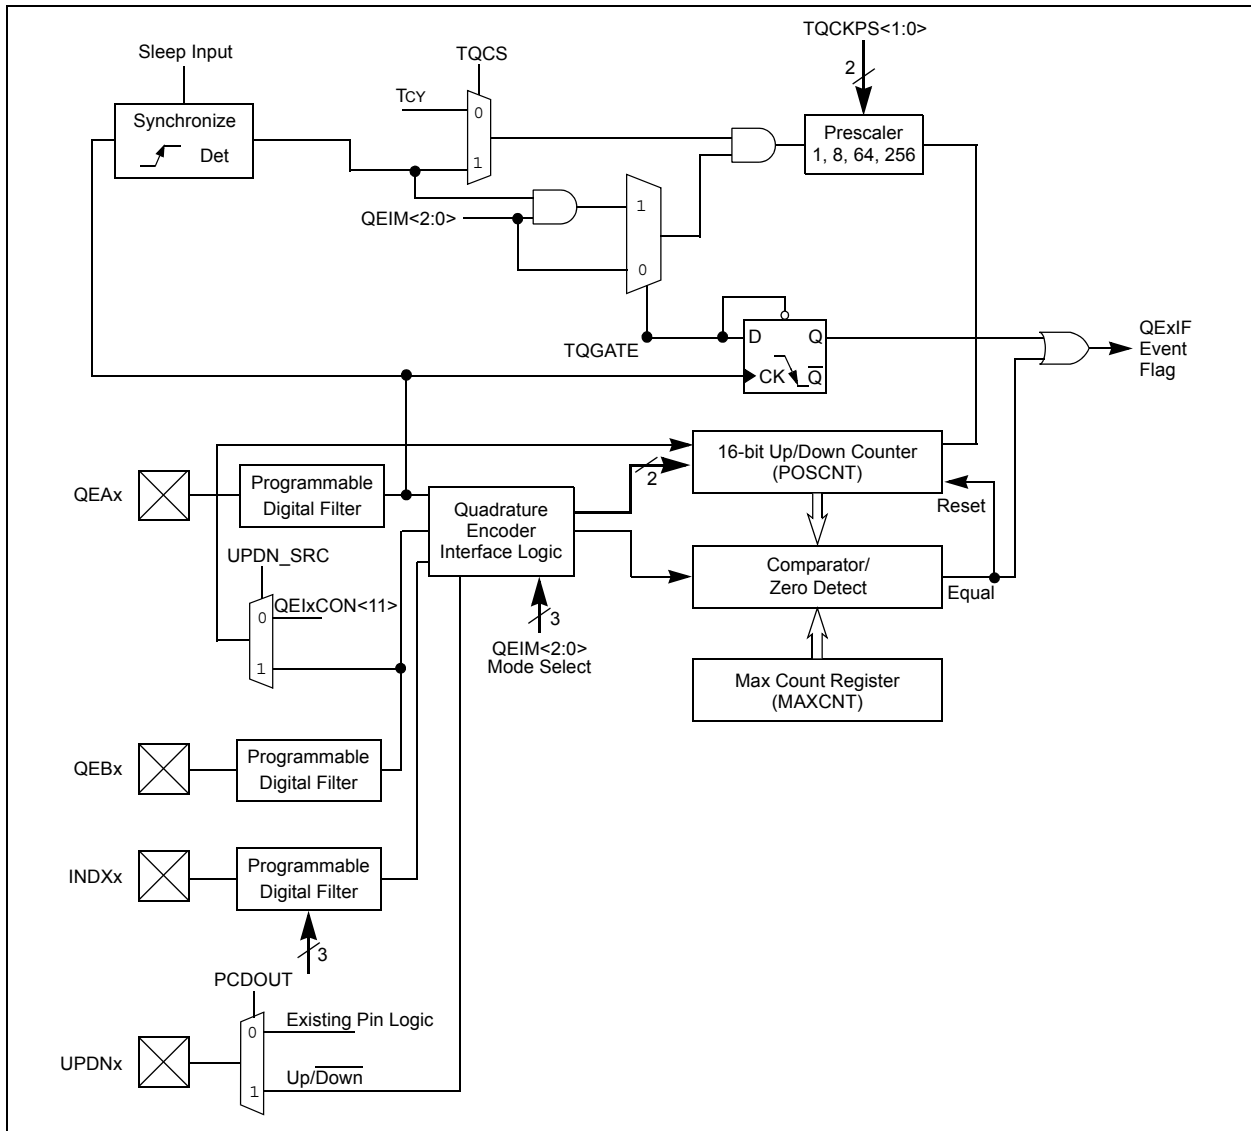 TQCKPS<1:0>
Sleep Input
TQCS
2
TCY
0
Synchronize
Det
Prescaler
1, 8, 64, 256
1
QEIM<2:0>
1
0
TQGATE
D
Q
CK
Q
QExIF
Event
Flag
16-bit Up/Down Counter
(POSCNT)
2
QEAx
Programmable
Digital Filter
Quadrature
Encoder
Interface Logic
Reset
UPDN_SRC
Comparator/
Zero Detect
Equal
0
QEIxCON<11>
3
1
QEIM<2:0>
Mode Select
Max Count Register
(MAXCNT)
QEBx
Programmable
Digital Filter
INDXx
Programmable
Digital Filter
3
PCDOUT
0
Existing Pin Logic
UPDNx
1
Up/Down